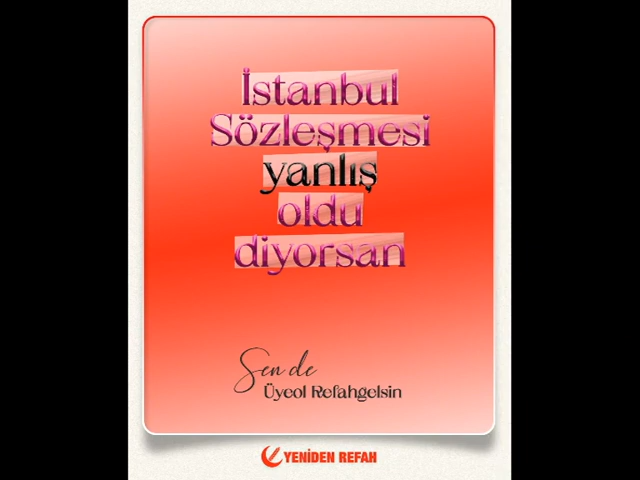 İstanbul
Sözleşmesi
yanlış
oldu
diyorsan
Sen de
Üyeol Refahgelsin
YENİDEN REFAH